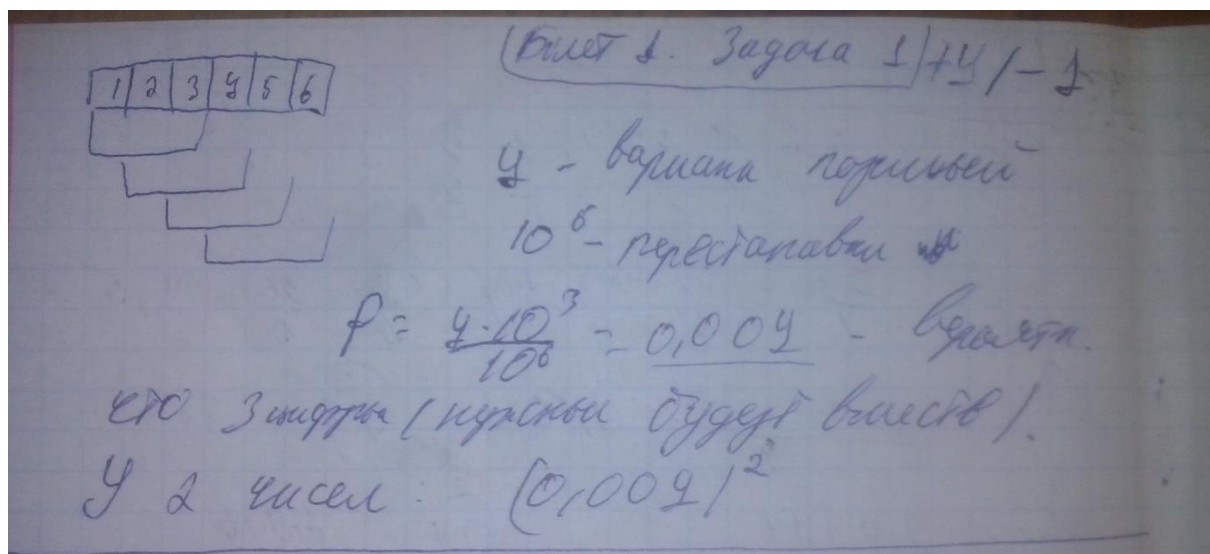 Билет 1. Задача 1 +4/-1
1 2 3 4 5 6
4 - варианта позиций
10^6 - перестановки
P = 4·10^3 / 10^6 = 0,004 - вероятн.
что 3 цифры (нужные будут вместе).
У 2 чисел (0,004)^2